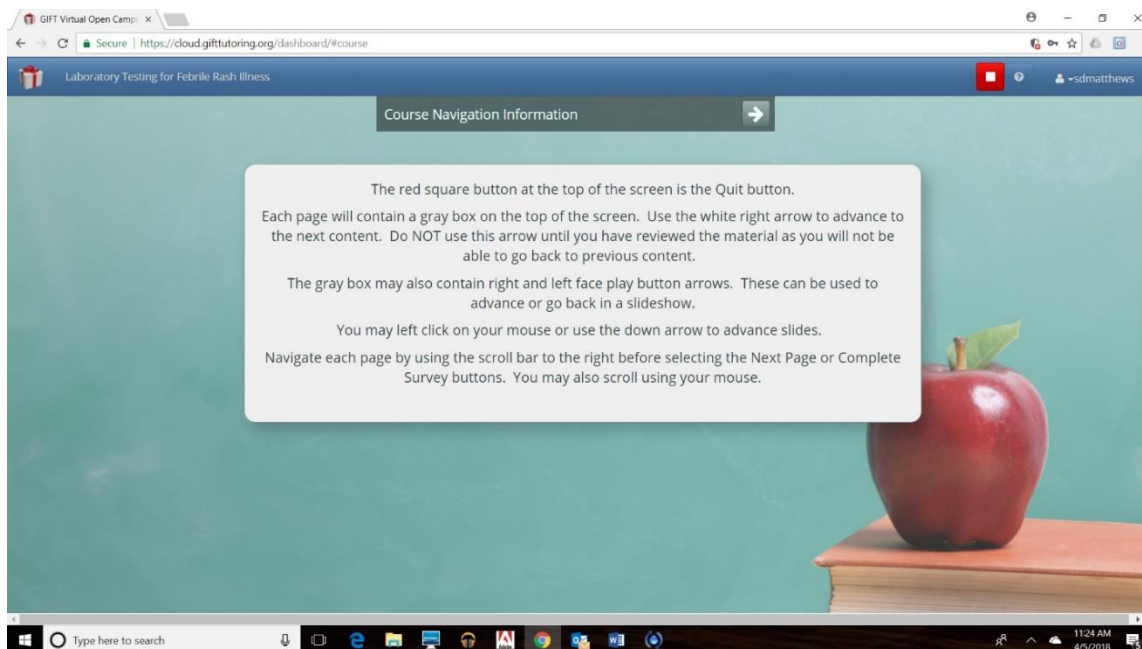 GIFT Virtual Open Camp
Secure | https://cloud.gifttutoring.org/dashboard/#course
Laboratory Testing for Febrile Rash Illness
sdmatthews
Course Navigation Information
The red square button at the top of the screen is the Quit button.
Each page will contain a gray box on the top of the screen. Use the white right arrow to advance to
the next content. Do NOT use this arrow until you have reviewed the material as you will not be
able to go back to previous content.
The gray box may also contain right and left face play button arrows. These can be used to
advance or go back in a slideshow.
You may left click on your mouse or use the down arrow to advance slides.
Navigate each page by using the scroll bar to the right before selecting the Next Page or Complete
Survey buttons. You may also scroll using your mouse.
Type here to search
11:24 AM
4/5/2018